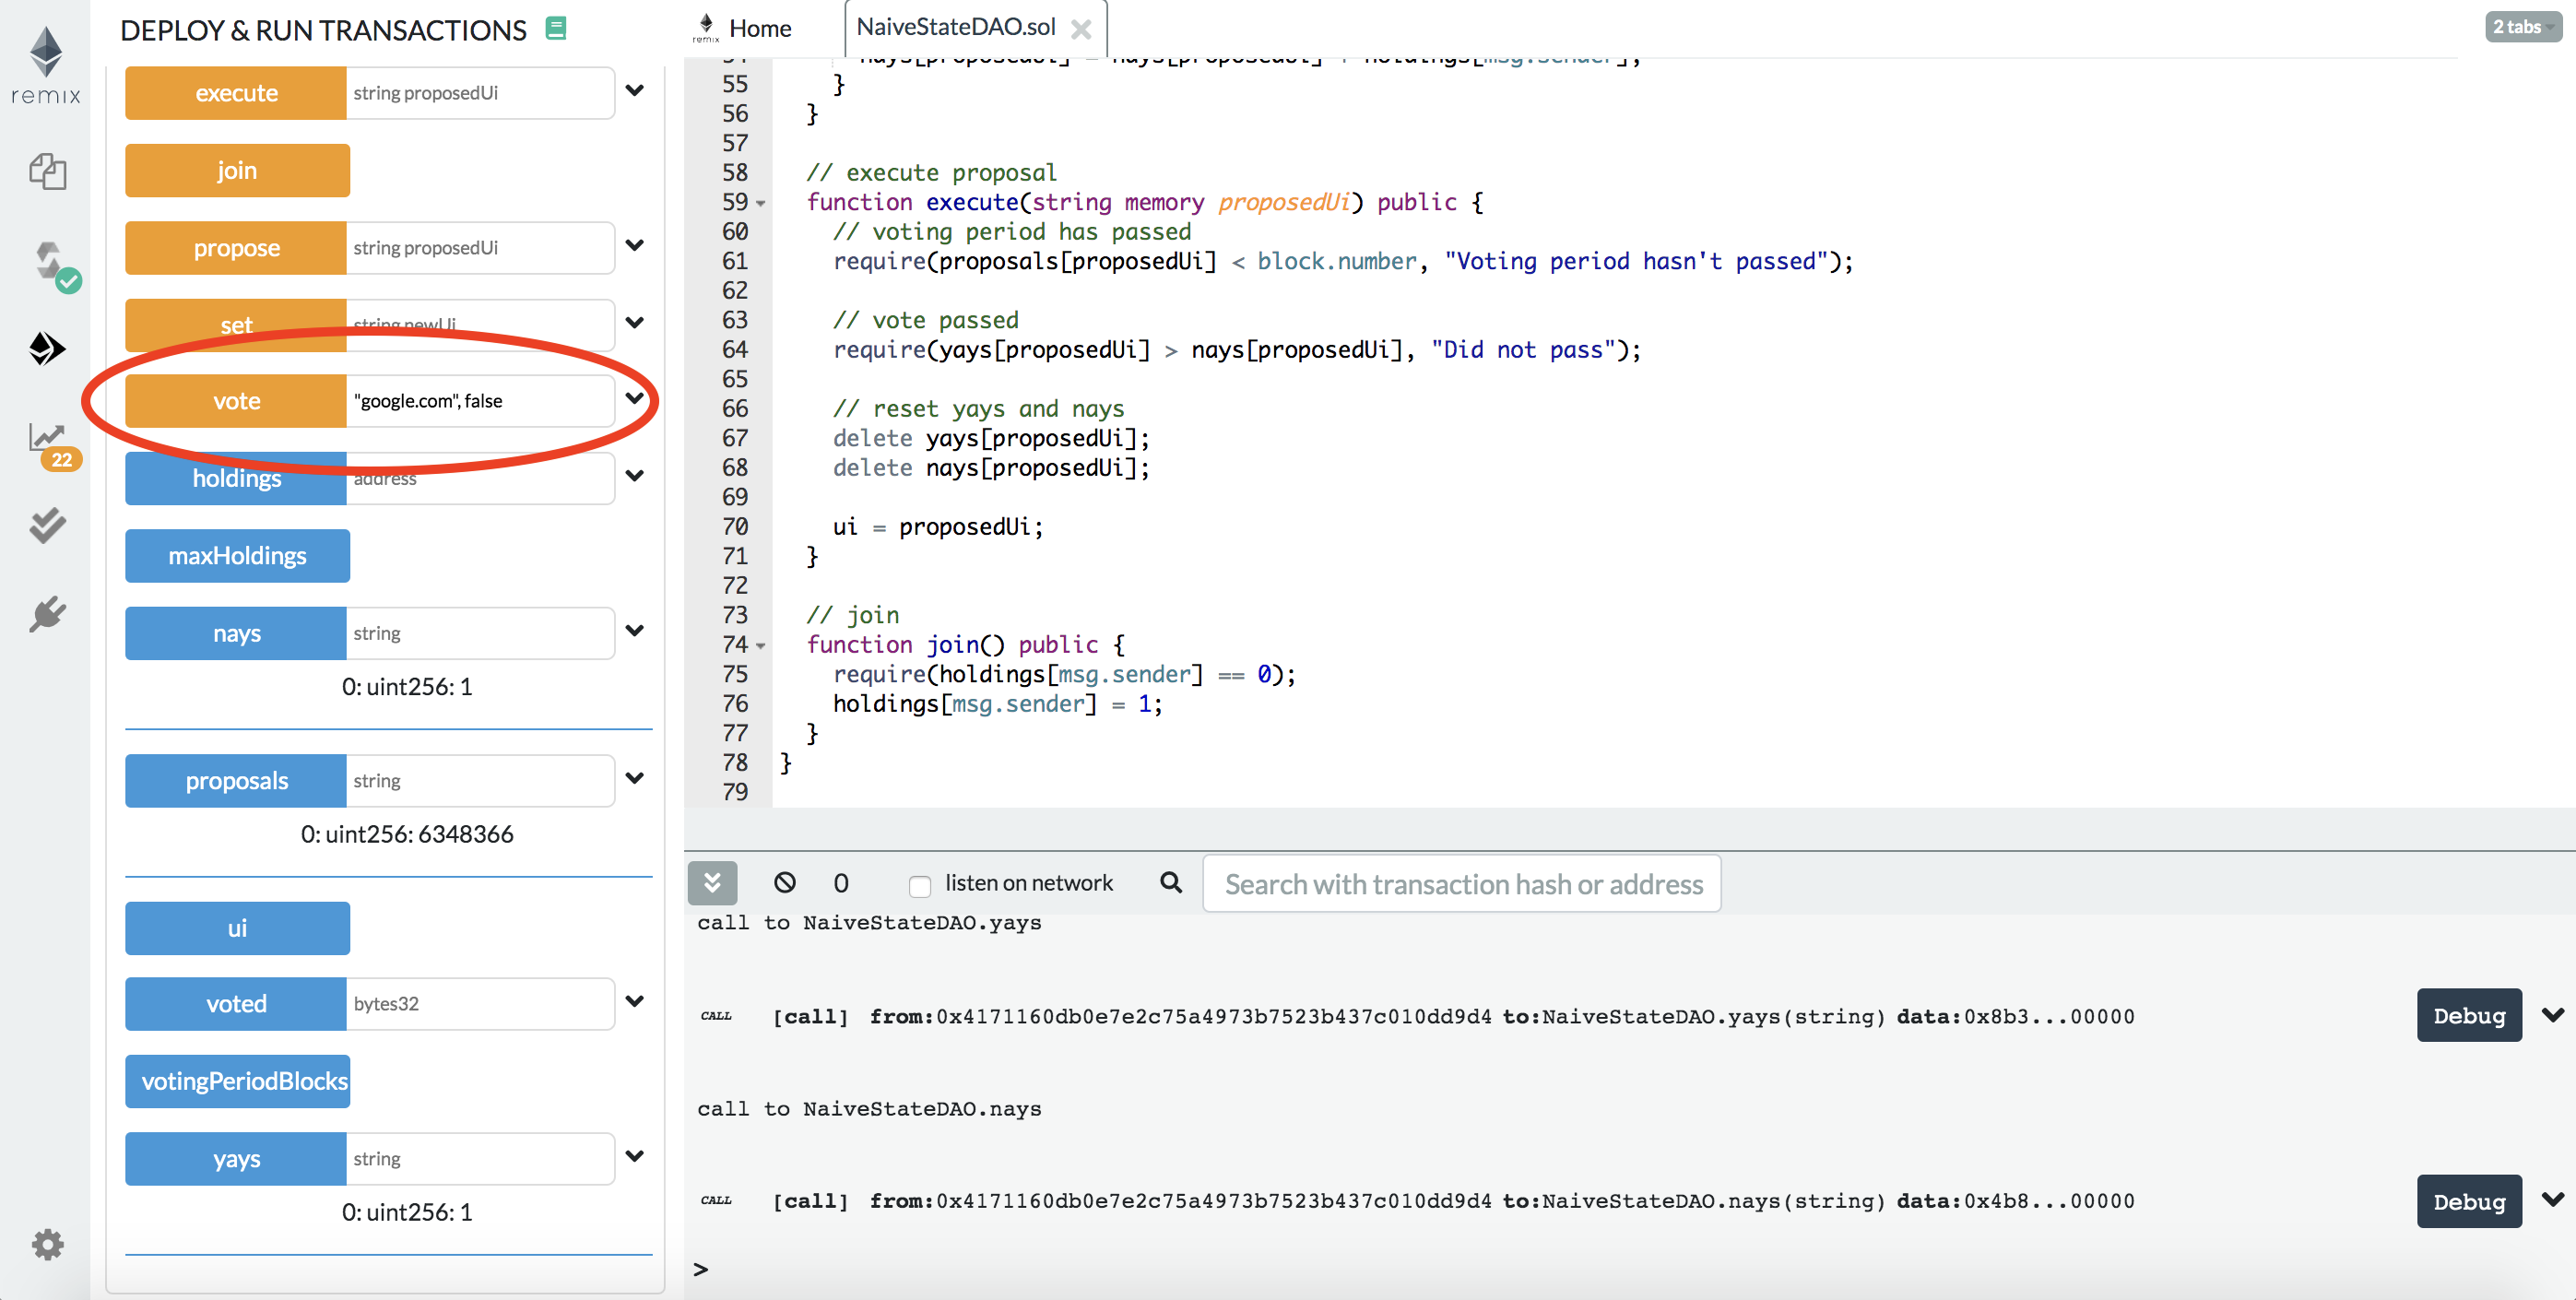 remix
22
DEPLOY & RUN TRANSACTIONS
execute string proposedUi
join
propose string proposedUi
set string newUi
vote "google.com", false
holdings address
maxHoldings
nays string
0: uint256: 1
proposals string
0: uint256: 6348366
ui
voted bytes32
votingPeriodBlocks
yays string
0: uint256: 1
remix Home NaiveStateDAO.sol 2 tabs
54 nays[proposedUi] = nays[proposedUi] + holdings[msg.sender];
55 }
56 }
57
58 // execute proposal
59 function execute(string memory proposedUi) public {
60 // voting period has passed
61 require(proposals[proposedUi] < block.number, "Voting period hasn't passed");
62
63 // vote passed
64 require(yays[proposedUi] > nays[proposedUi], "Did not pass");
65
66 // reset yays and nays
67 delete yays[proposedUi];
68 delete nays[proposedUi];
69
70 ui = proposedUi;
71 }
72
73 // join
74 function join() public {
75 require(holdings[msg.sender] == 0);
76 holdings[msg.sender] = 1;
77 }
78 }
79
0 listen on network Search with transaction hash or address
call to NaiveStateDAO.yays
CALL [call] from:0x4171160db0e7e2c75a4973b7523b437c010dd9d4 to:NaiveStateDAO.yays(string) data:0x8b3...00000 Debug
call to NaiveStateDAO.nays
CALL [call] from:0x4171160db0e7e2c75a4973b7523b437c010dd9d4 to:NaiveStateDAO.nays(string) data:0x4b8...00000 Debug
>